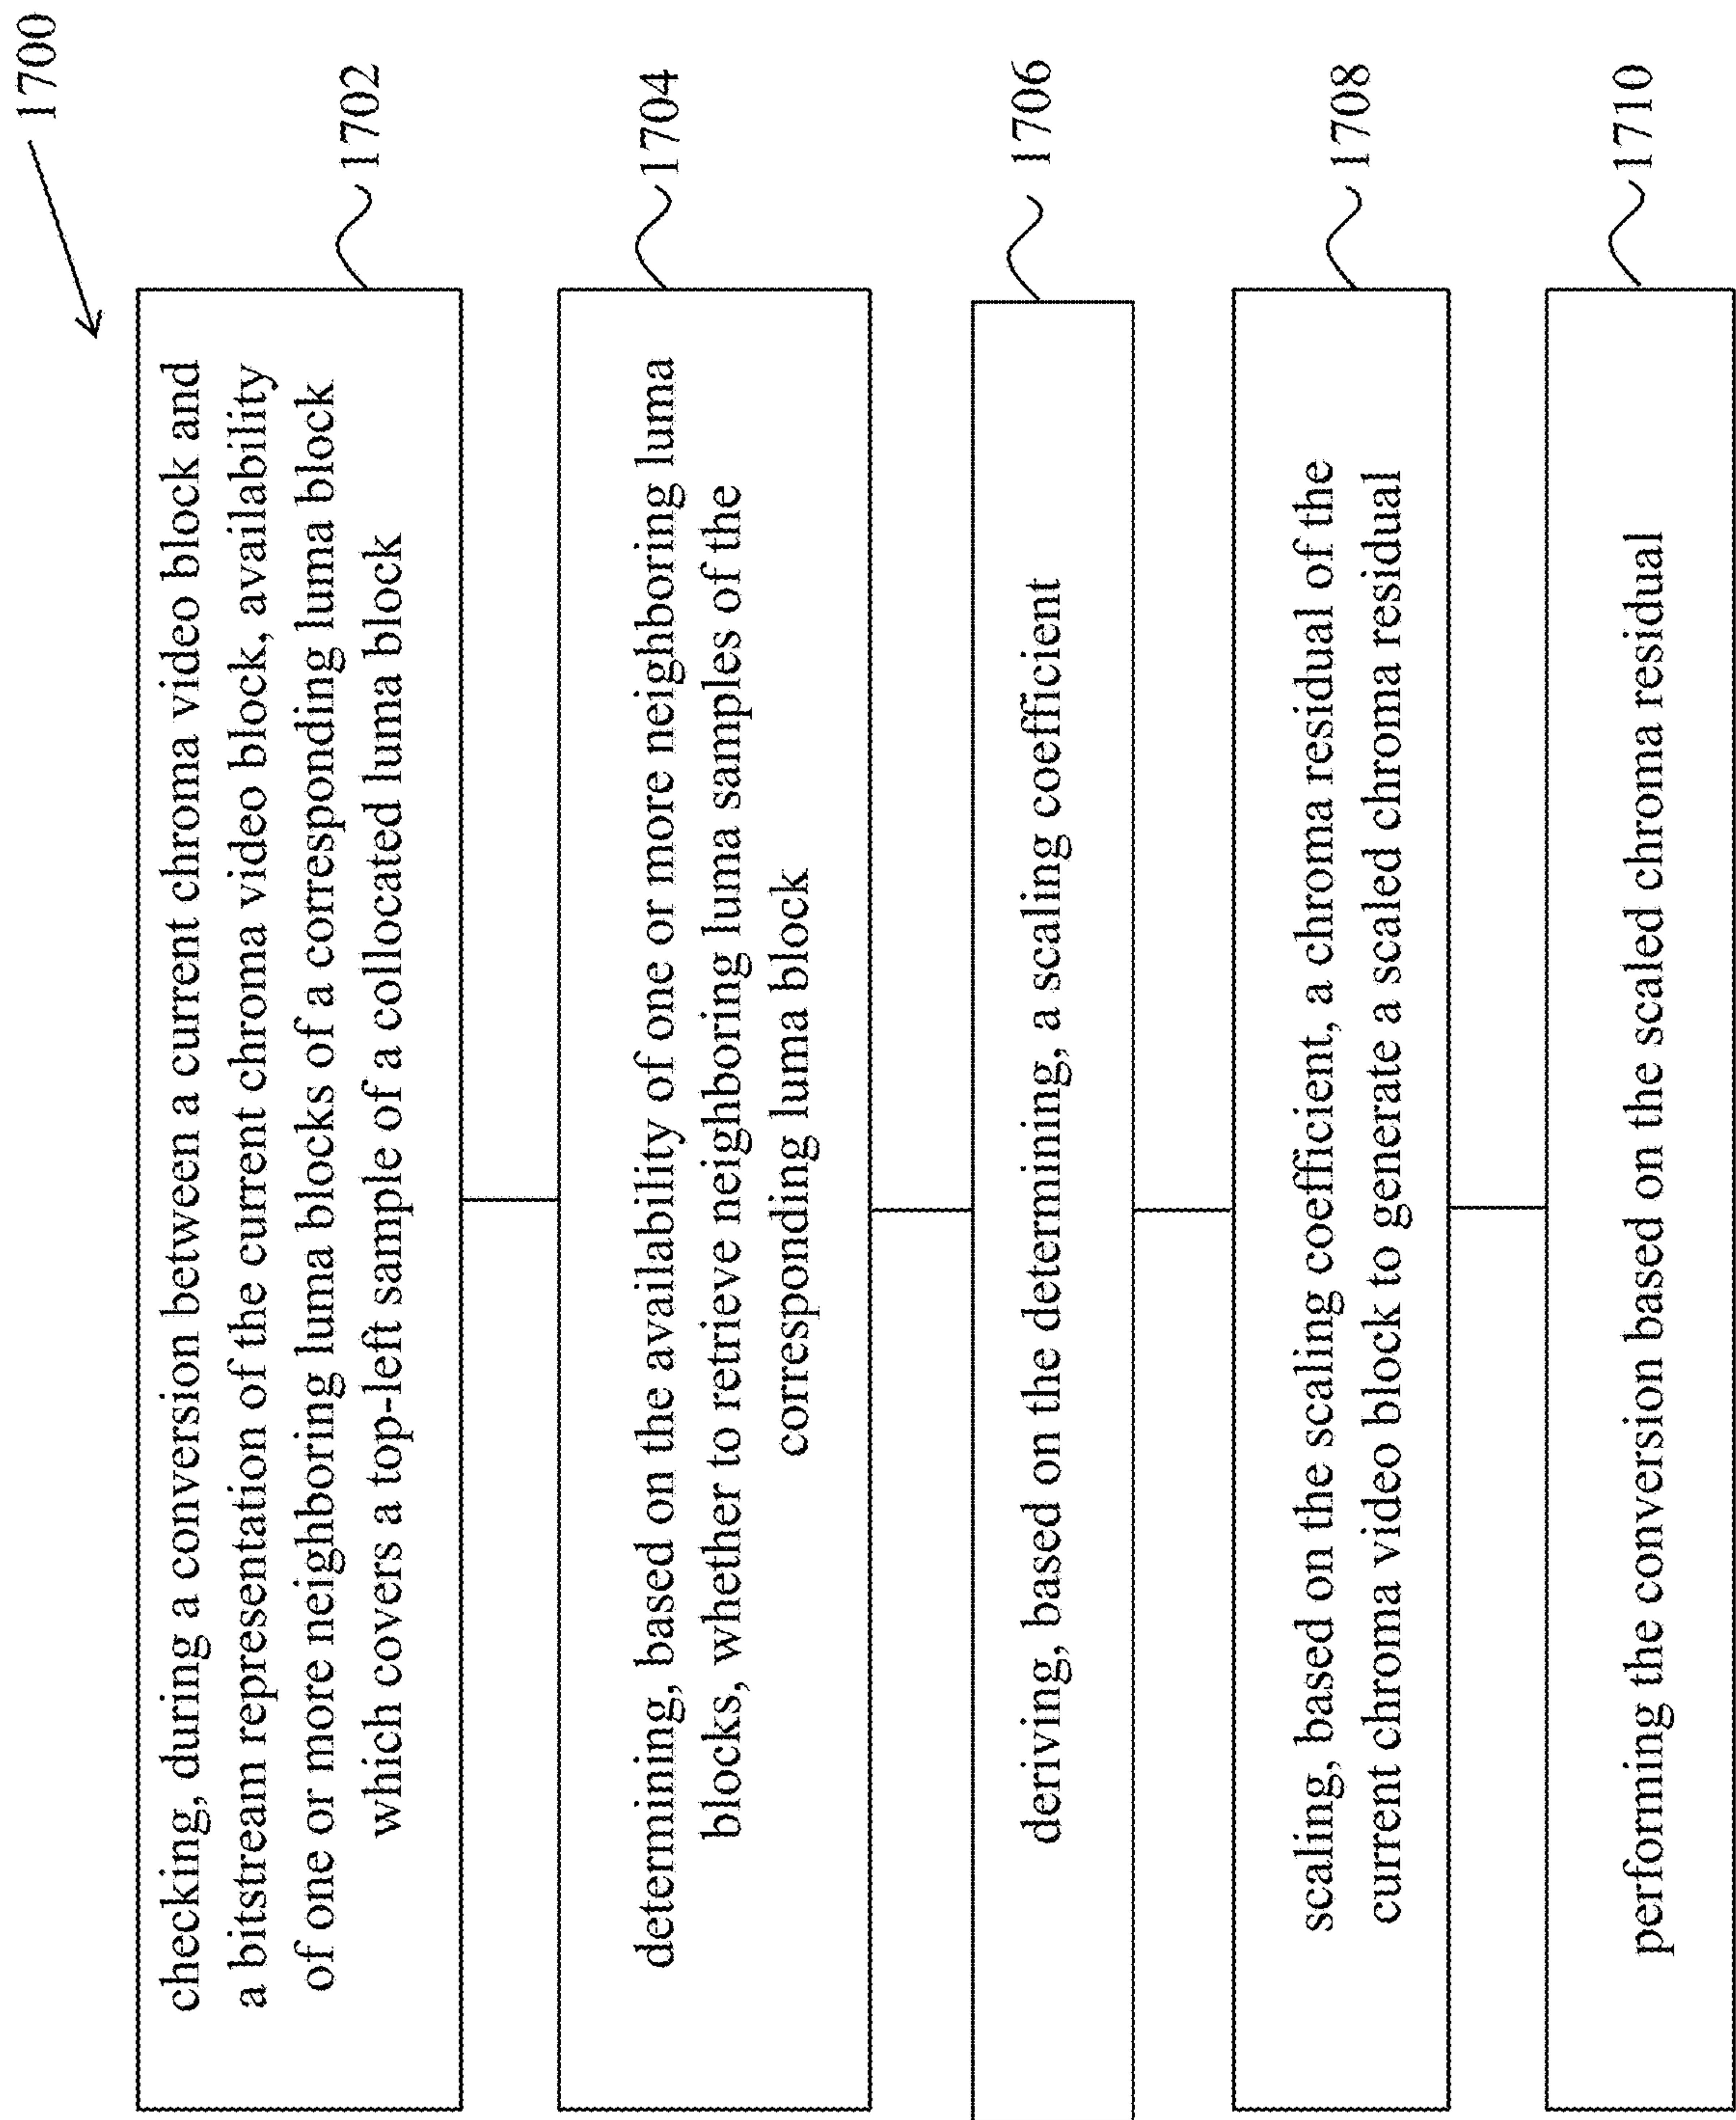 1700
checking, during a conversion between a current chroma video block and
a bitstream representation of the current chroma video block, availability
of one or more neighboring luma blocks of a corresponding luma block
which covers a top-left sample of a collocated luma block
1702
determining, based on the availability of one or more neighboring luma
blocks, whether to retrieve neighboring luma samples of the
corresponding luma block
1704
deriving, based on the determining, a scaling coefficient
1706
scaling, based on the scaling coefficient, a chroma residual of the
current chroma video block to generate a scaled chroma residual
1708
performing the conversion based on the scaled chroma residual
1710